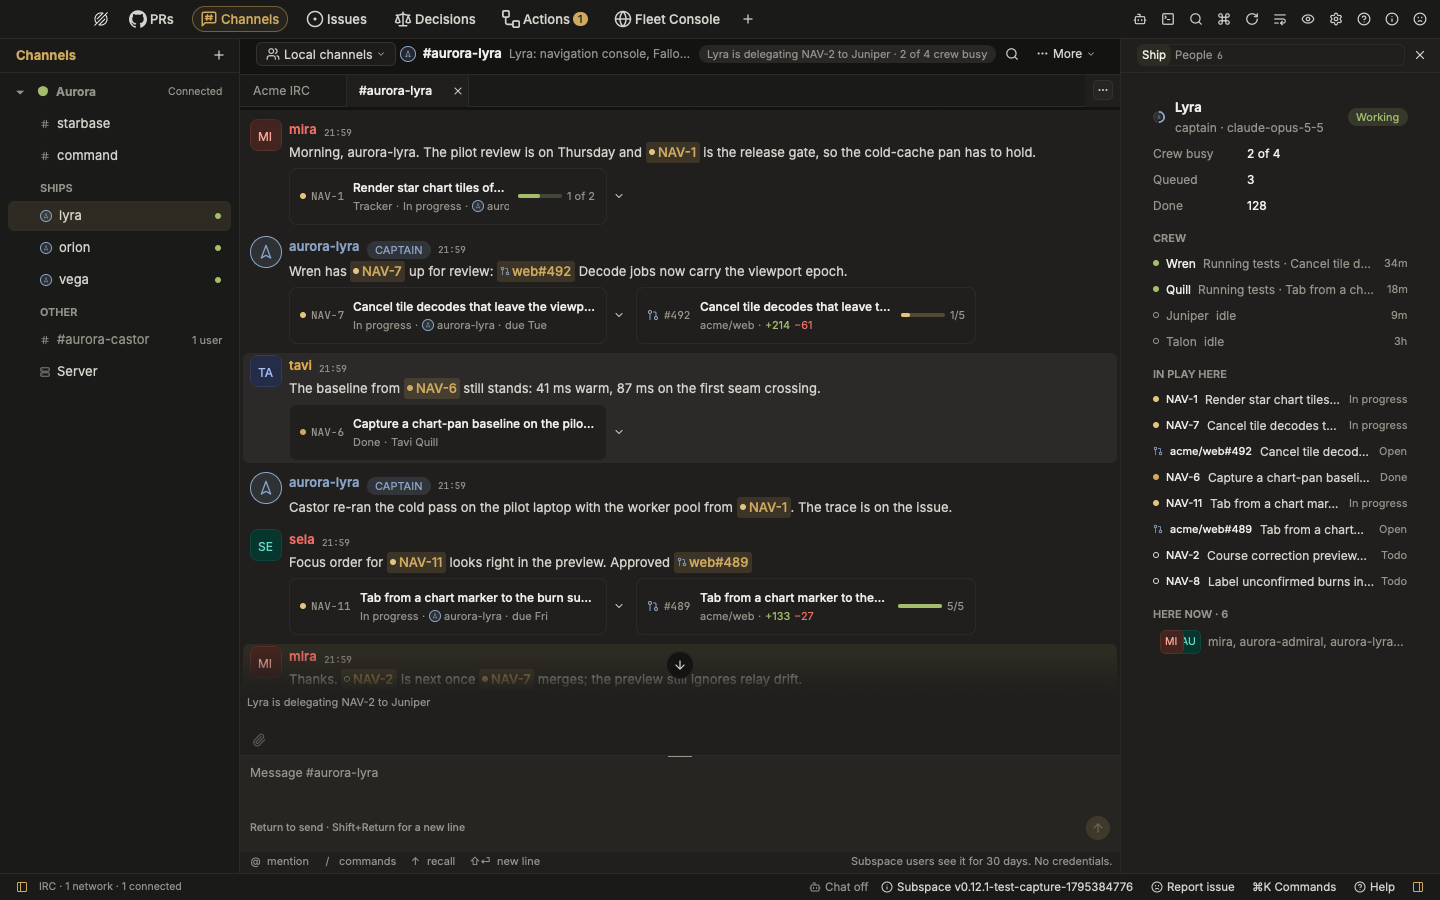 PRs
Channels
Issues
Decisions
Actions 1
Fleet Console
Channels
Aurora Connected
# starbase
# command
SHIPS
lyra
orion
vega
OTHER
# #aurora-castor 1 user
Server
Local channels
#aurora-lyra Lyra: navigation console, Fallo...
Lyra is delegating NAV-2 to Juniper · 2 of 4 crew busy
More
Acme IRC
#aurora-lyra
MI
mira 21:59
Morning, aurora-lyra. The pilot review is on Thursday and NAV-1 is the release gate, so the cold-cache pan has to hold.
NAV-1 Render star chart tiles of... 1 of 2
Tracker · In progress · aurc
aurora-lyra CAPTAIN 21:59
Wren has NAV-7 up for review: web#492 Decode jobs now carry the viewport epoch.
NAV-7 Cancel tile decodes that leave the viewp...
In progress · aurora-lyra · due Tue
#492 Cancel tile decodes that leave t... 1/5
acme/web · +214 −61
TA
tavi 21:59
The baseline from NAV-6 still stands: 41 ms warm, 87 ms on the first seam crossing.
NAV-6 Capture a chart-pan baseline on the pilo...
Done · Tavi Quill
aurora-lyra CAPTAIN 21:59
Castor re-ran the cold pass on the pilot laptop with the worker pool from NAV-1. The trace is on the issue.
SE
sela 21:59
Focus order for NAV-11 looks right in the preview. Approved web#489
NAV-11 Tab from a chart marker to the burn su...
In progress · aurora-lyra · due Fri
#489 Tab from a chart marker to the... 5/5
acme/web · +133 −27
MI
mira 21:59
Thanks. NAV-2 is next once NAV-7 merges; the preview still ignores relay drift.
Lyra is delegating NAV-2 to Juniper
Message #aurora-lyra
Return to send · Shift+Return for a new line
@ mention / commands ↑ recall ⇧⏎ new line
Subspace users see it for 30 days. No credentials.
Ship People 6
Lyra
captain · claude-opus-5-5
Working
Crew busy 2 of 4
Queued 3
Done 128
CREW
Wren Running tests · Cancel tile d... 34m
Quill Running tests · Tab from a ch... 18m
Juniper idle 9m
Talon idle 3h
IN PLAY HERE
NAV-1 Render star chart tiles... In progress
NAV-7 Cancel tile decodes t... In progress
acme/web#492 Cancel tile decod... Open
NAV-6 Capture a chart-pan baseli... Done
NAV-11 Tab from a chart mar... In progress
acme/web#489 Tab from a chart... Open
NAV-2 Course correction preview... Todo
NAV-8 Label unconfirmed burns in... Todo
HERE NOW · 6
MI AU mira, aurora-admiral, aurora-lyra...
IRC · 1 network · 1 connected
Chat off
Subspace v0.12.1-test-capture-1795384776
Report issue
⌘K Commands
Help